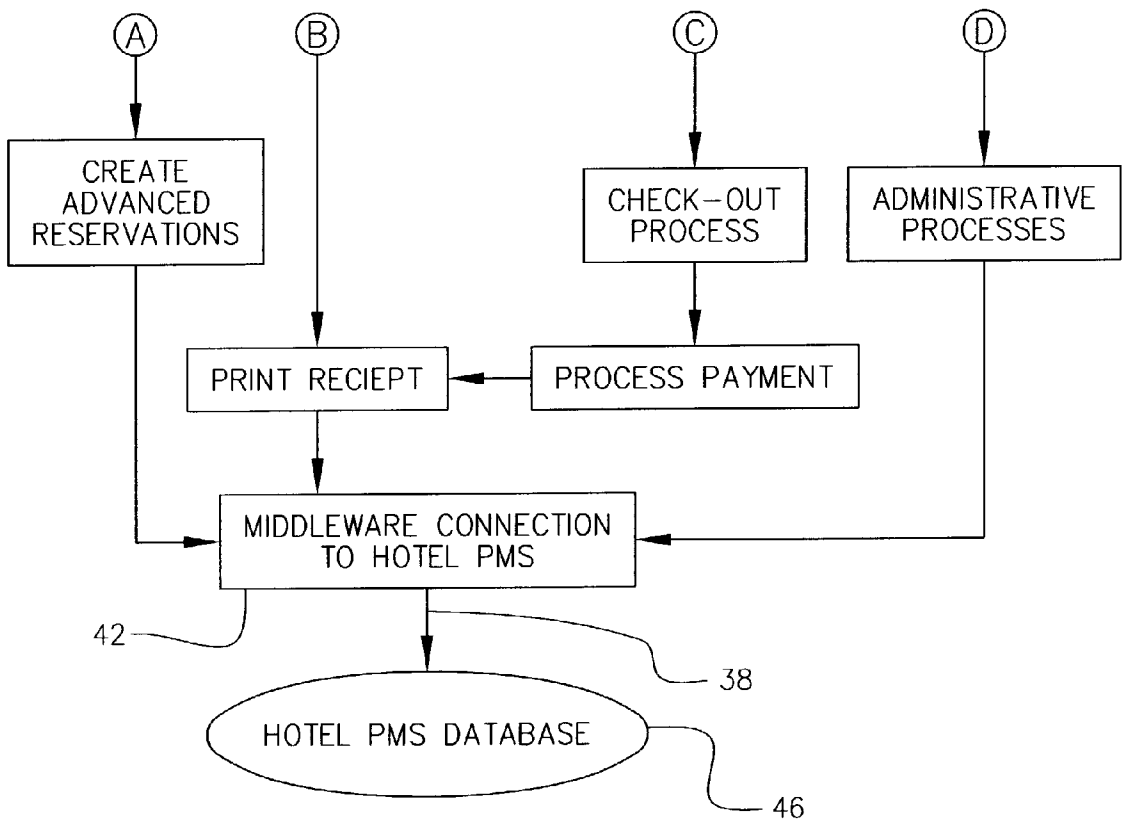 A
B
C
D
CREATE
ADVANCED
RESERVATIONS
CHECK-OUT
PROCESS
ADMINISTRATIVE
PROCESSES
PRINT RECIEPT
PROCESS PAYMENT
MIDDLEWARE CONNECTION
TO HOTEL PMS
42
38
HOTEL PMS DATABASE
46